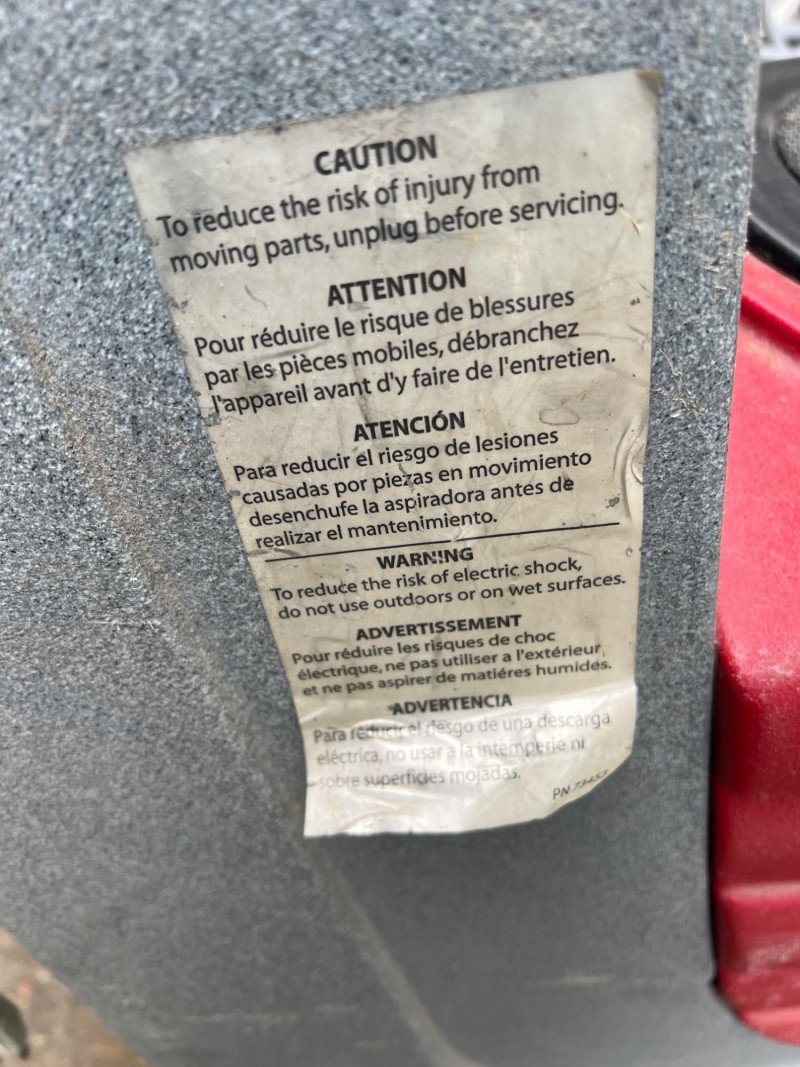 CAUTION
To reduce the risk of injury from
moving parts, unplug before servicing.
ATTENTION
Pour réduire le risque de blessures
par les pièces mobiles, débranchez
l'appareil avant d'y faire de l'entretien.
ATENCIÓN
Para reducir el riesgo de lesiones
causadas por piezas en movimiento
desenchufe la aspiradora antes de
realizar el mantenimiento.
WARNING
To reduce the risk of electric shock,
do not use outdoors or on wet surfaces.
ADVERTISSEMENT
Pour réduire les risques de choc
électrique, ne pas utiliser a l'extérieur
et ne pas aspirer de matiéres humides.
ADVERTENCIA
Para reducir el riesgo de una descarga
eléctrica, no usar a la intemperie ni
sobre superficies mojadas.
PN